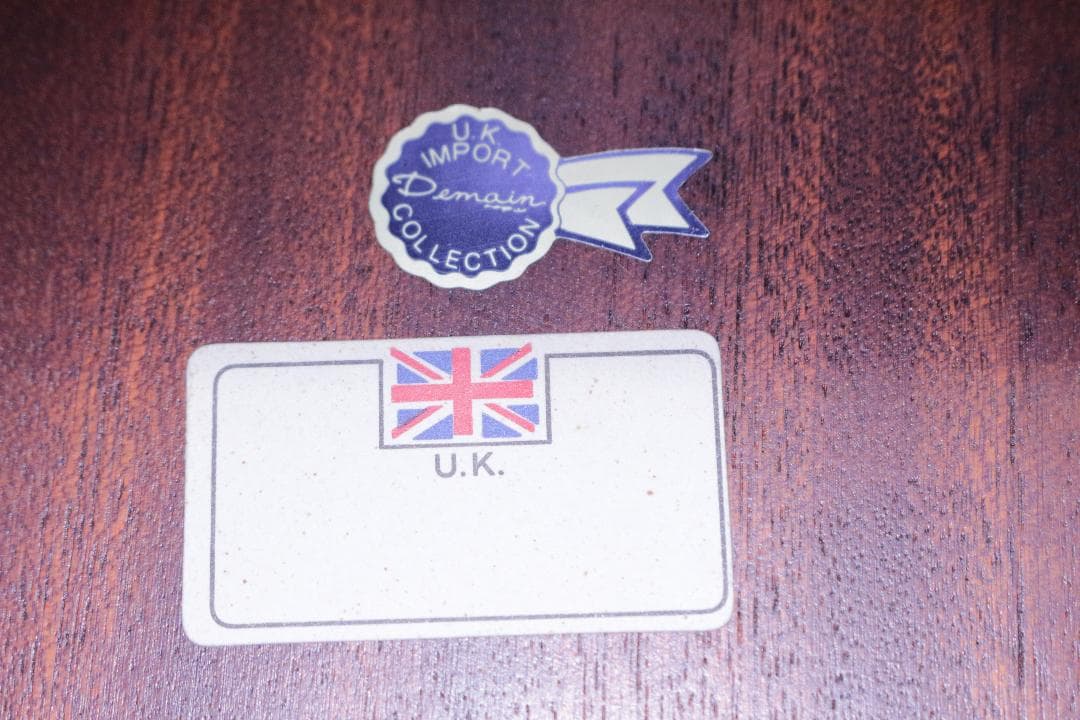 U.K.
IMPORT
Demain
COLLECTION
U.K.